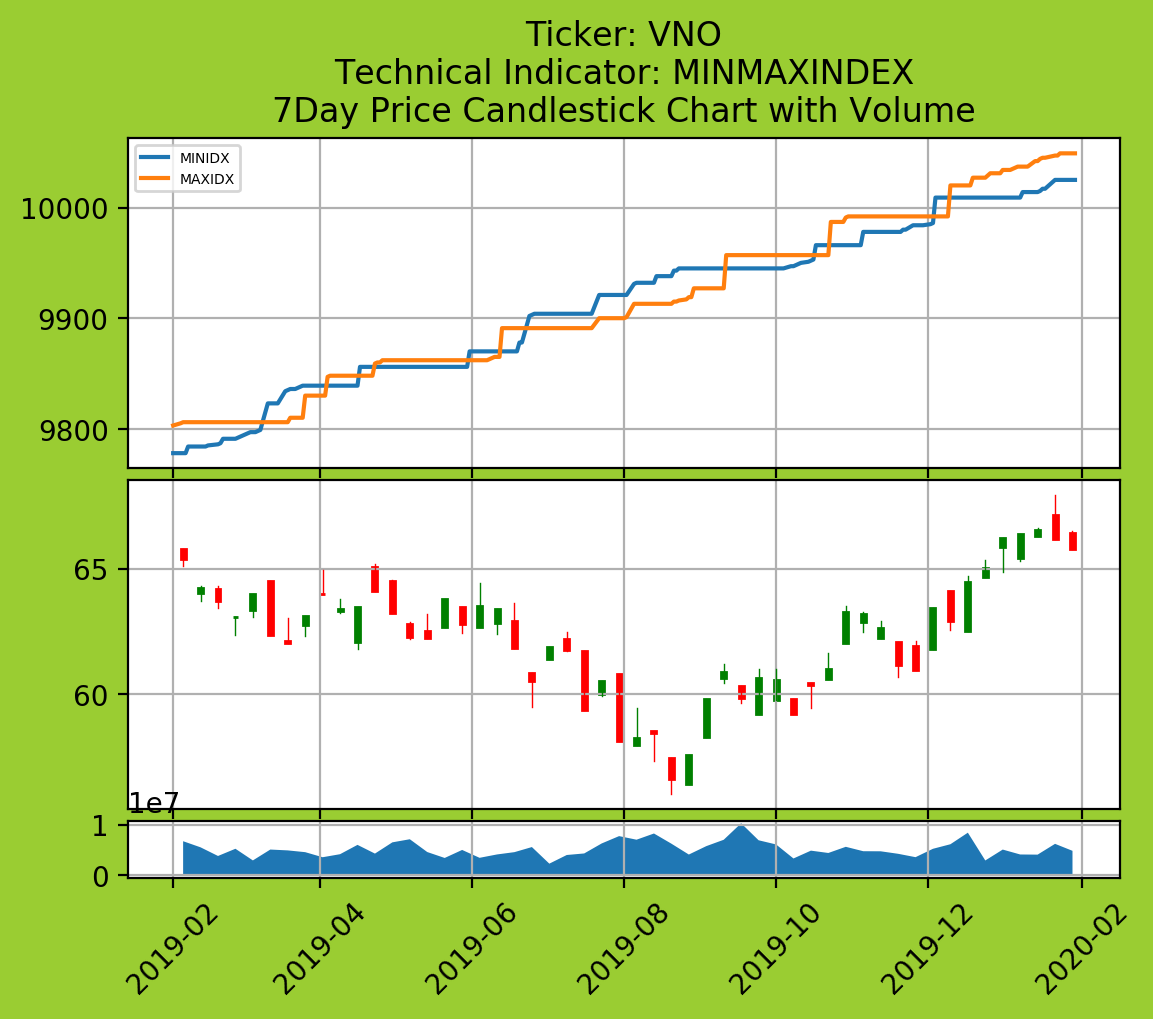 Ticker: VNO
Technical Indicator: MINMAXINDEX
7Day Price Candlestick Chart with Volume
MINIDX
MAXIDX
10000
9900
9800
65
60
1e7
1
0
2019-02
2019-04
2019-06
2019-08
2019-10
2019-12
2020-02